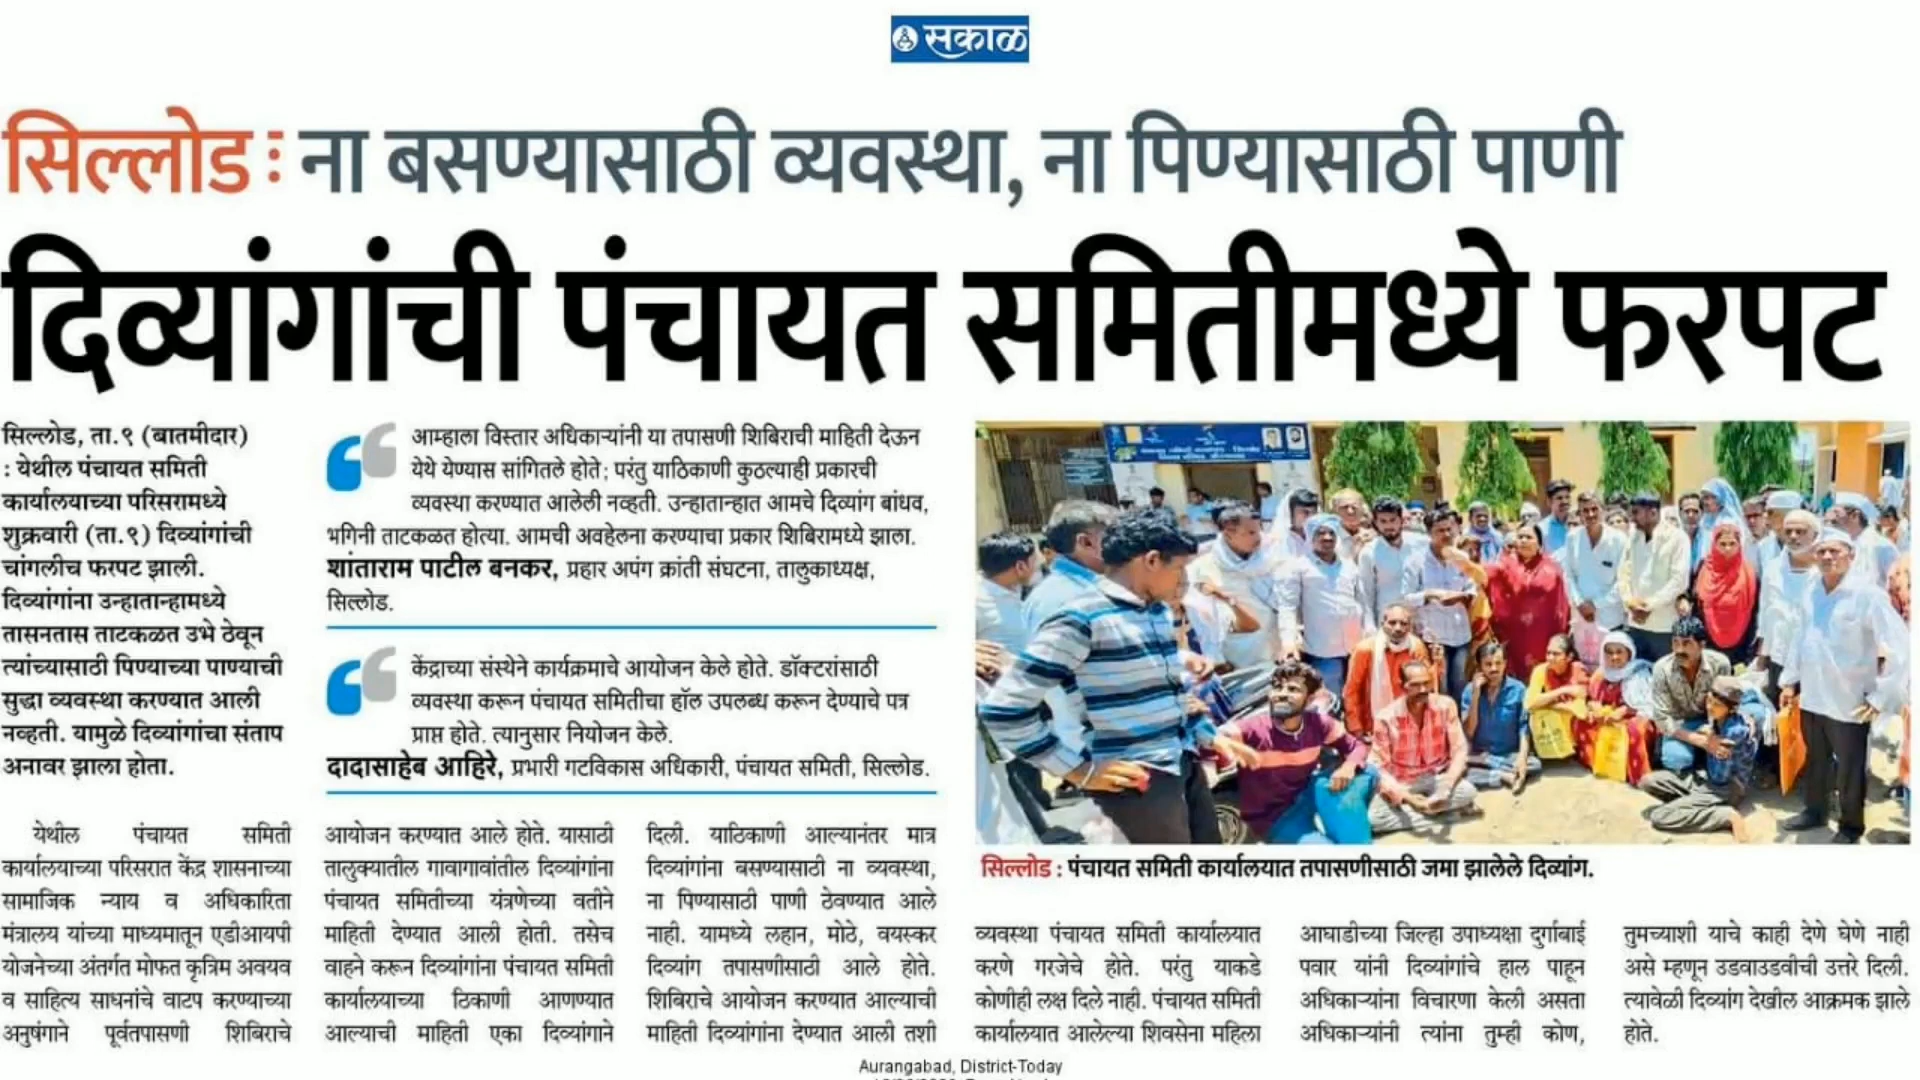 सकाळ
सिल्लोड : ना बसण्यासाठी व्यवस्था, ना पिण्यासाठी पाणी
दिव्यांगांची पंचायत समितीमध्ये फरपट
सिल्लोड, ता.९ (बातमीदार)
: येथील पंचायत समिती
कार्यालयाच्या परिसरामध्ये
शुक्रवारी (ता.९) दिव्यांगांची
चांगलीच फरपट झाली.
दिव्यांगांना उन्हातान्हामध्ये
तासनतास ताटकळत उभे ठेवून
त्यांच्यासाठी पिण्याच्या पाण्याची
सुद्धा व्यवस्था करण्यात आली
नव्हती. यामुळे दिव्यांगांचा संताप
अनावर झाला होता.
येथील पंचायत समिती
कार्यालयाच्या परिसरात केंद्र शासनाच्या
सामाजिक न्याय व अधिकारिता
मंत्रालय यांच्या माध्यमातून एडीआयपी
योजनेच्या अंतर्गत मोफत कृत्रिम अवयव
व साहित्य साधनांचे वाटप करण्याच्या
अनुषंगाने पूर्वतपासणी शिबिराचे
आम्हाला विस्तार अधिकाऱ्यांनी या तपासणी शिबिराची माहिती देऊन
येथे येण्यास सांगितले होते; परंतु याठिकाणी कुठल्याही प्रकारची
व्यवस्था करण्यात आलेली नव्हती. उन्हातान्हात आमचे दिव्यांग बांधव,
भगिनी ताटकळत होत्या. आमची अवहेलना करण्याचा प्रकार शिबिरामध्ये झाला.
शांताराम पाटील बनकर, प्रहार अपंग क्रांती संघटना, तालुकाध्यक्ष,
सिल्लोड.
केंद्राच्या संस्थेने कार्यक्रमाचे आयोजन केले होते. डॉक्टरांसाठी
व्यवस्था करून पंचायत समितीचा हॉल उपलब्ध करून देण्याचे पत्र
प्राप्त होते. त्यानुसार नियोजन केले.
दादासाहेब आहिरे, प्रभारी गटविकास अधिकारी, पंचायत समिती, सिल्लोड.
आयोजन करण्यात आले होते. यासाठी
तालुक्यातील गावागावांतील दिव्यांगांना
पंचायत समितीच्या यंत्रणेच्या वतीने
माहिती देण्यात आली होती. तसेच
वाहने करून दिव्यांगांना पंचायत समिती
कार्यालयाच्या ठिकाणी आणण्यात
आल्याची माहिती एका दिव्यांगाने
दिली. याठिकाणी आल्यानंतर मात्र
दिव्यांगांना बसण्यासाठी ना व्यवस्था,
ना पिण्यासाठी पाणी ठेवण्यात आले
नाही. यामध्ये लहान, मोठे, वयस्कर
दिव्यांग तपासणीसाठी आले होते.
शिबिराचे आयोजन करण्यात आल्याची
माहिती दिव्यांगांना देण्यात आली तशी
सिल्लोड : पंचायत समिती कार्यालयात तपासणीसाठी जमा झालेले दिव्यांग.
व्यवस्था पंचायत समिती कार्यालयात
करणे गरजेचे होते. परंतु याकडे
कोणीही लक्ष दिले नाही. पंचायत समिती
कार्यालयात आलेल्या शिवसेना महिला
आघाडीच्या जिल्हा उपाध्यक्षा दुर्गाबाई
पवार यांनी दिव्यांगांचे हाल पाहून
अधिकाऱ्यांना विचारणा केली असता
अधिकाऱ्यांनी त्यांना तुम्ही कोण,
तुमच्याशी याचे काही देणे घेणे नाही
असे म्हणून उडवाउडवीची उत्तरे दिली.
त्यावेळी दिव्यांग देखील आक्रमक झाले
होते.
Aurangabad, District-Today